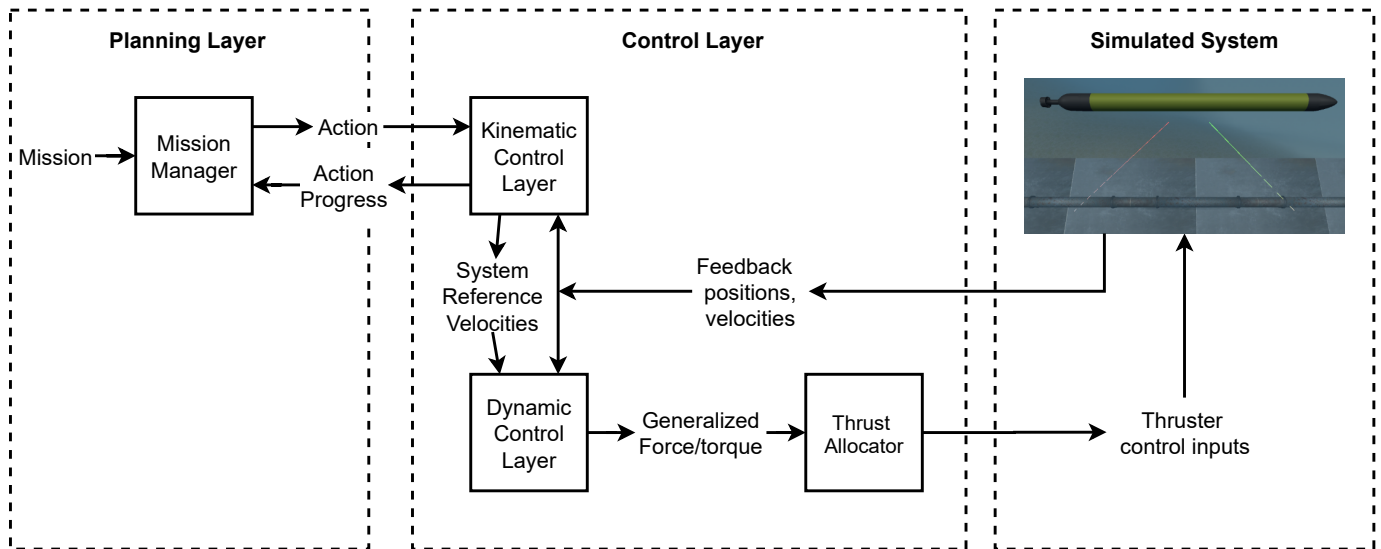 Planning Layer
Control Layer
Simulated System
Mission
Mission
Manager
Action
Action
Progress
Kinematic
Control
Layer
System
Reference
Velocities
Feedback
positions,
velocities
Dynamic
Control
Layer
Generalized
Force/torque
Thrust
Allocator
Thruster
control inputs